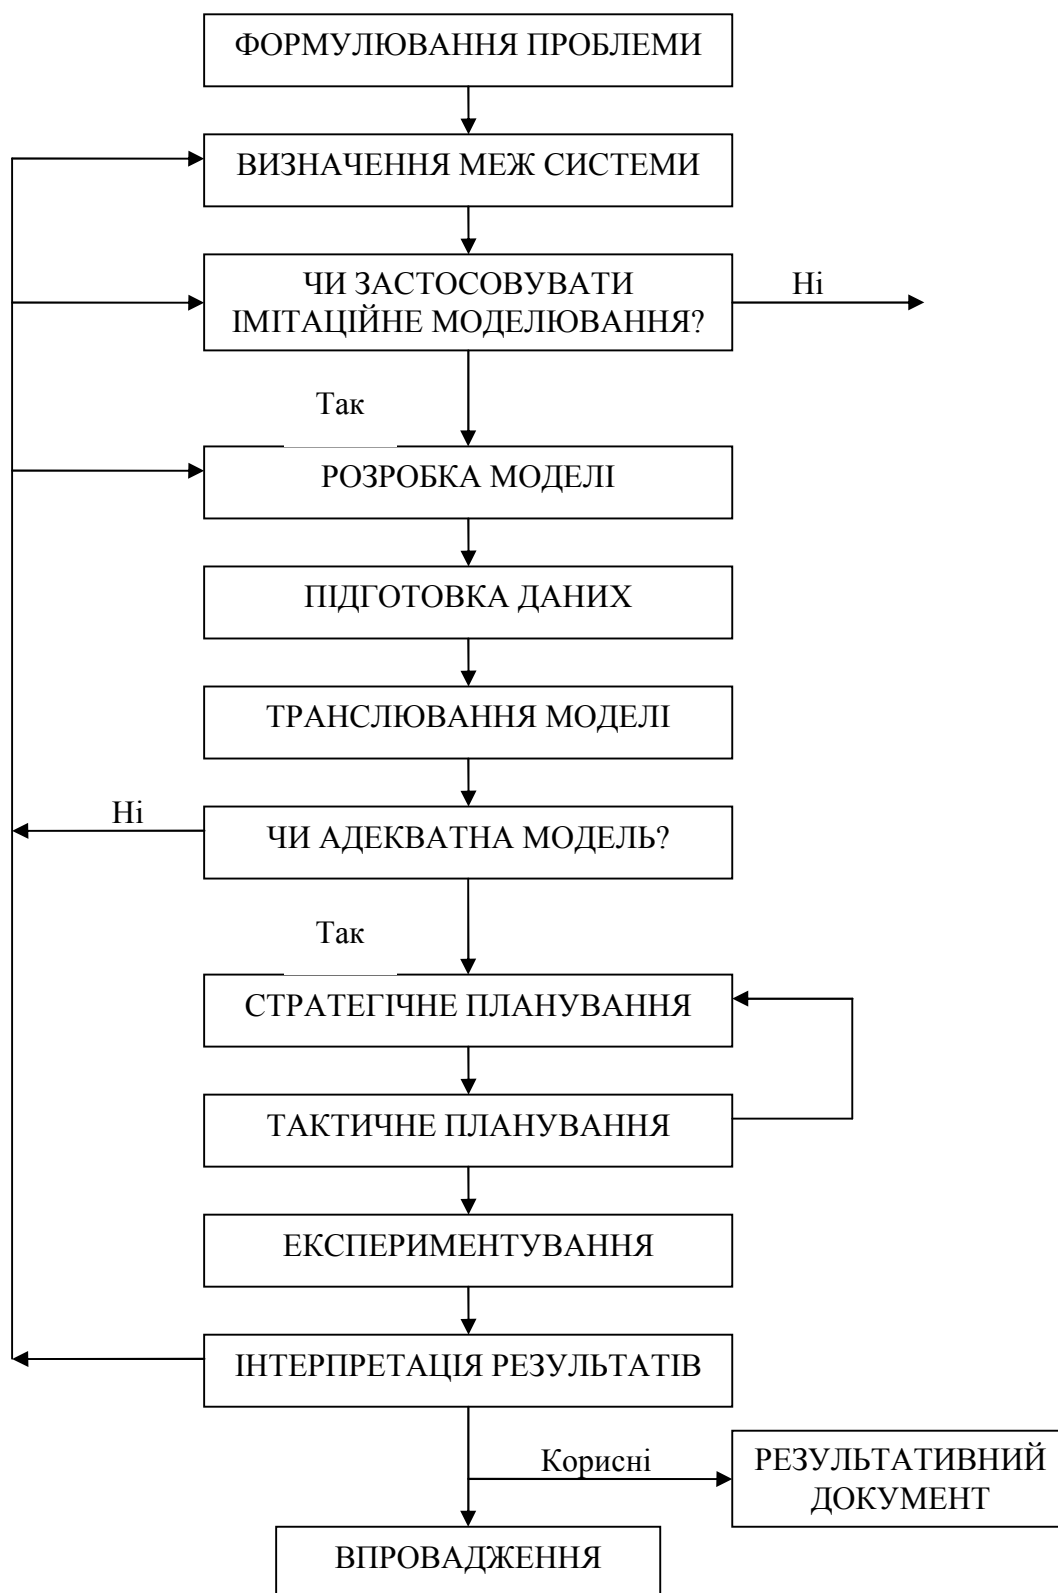 ФОРМУЛЮВАННЯ ПРОБЛЕМИ
ВИЗНАЧЕННЯ МЕЖ СИСТЕМИ
ЧИ ЗАСТОСОВУВАТИ
ІМІТАЦІЙНЕ МОДЕЛЮВАННЯ?
Ні
Так
РОЗРОБКА МОДЕЛІ
ПІДГОТОВКА ДАНИХ
ТРАНСЛЮВАННЯ МОДЕЛІ
Ні
ЧИ АДЕКВАТНА МОДЕЛЬ?
Так
СТРАТЕГІЧНЕ ПЛАНУВАННЯ
ТАКТИЧНЕ ПЛАНУВАННЯ
ЕКСПЕРИМЕНТУВАННЯ
ІНТЕРПРЕТАЦІЯ РЕЗУЛЬТАТІВ
Корисні
РЕЗУЛЬТАТИВНИЙ
ДОКУМЕНТ
ВПРОВАДЖЕННЯ